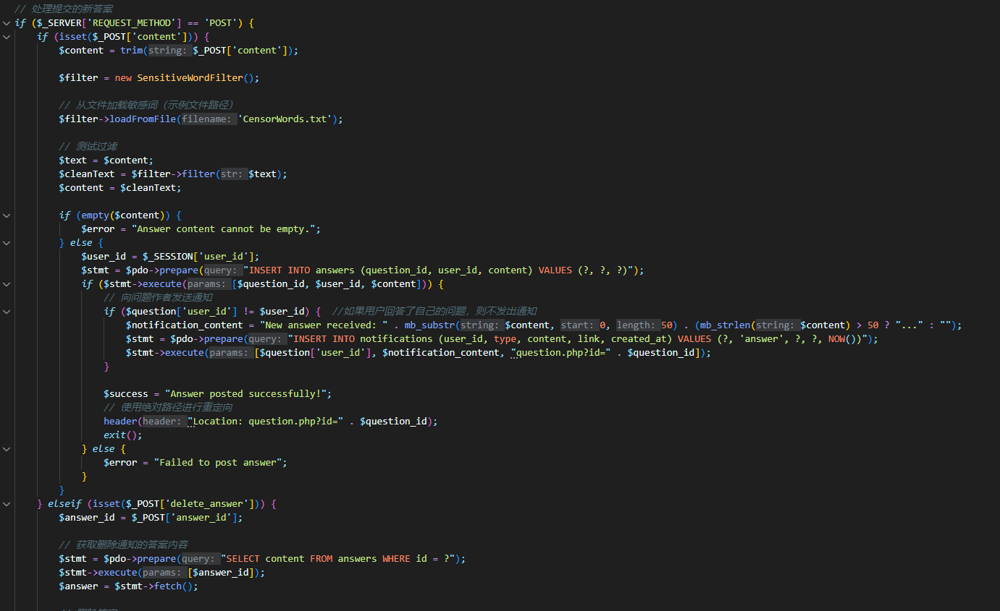 // 处理提交的新答案
if ($_SERVER['REQUEST_METHOD'] == 'POST') {
if (isset($_POST['content'])) {
$content = trim(string: $_POST['content']);
$filter = new SensitiveWordFilter();
// 从文件加载敏感词（示例文件路径）
$filter->loadFromFile(filename: 'CensorWords.txt');
// 测试过滤
$text = $content;
$cleanText = $filter->filter(str: $text);
$content = $cleanText;
if (empty($content)) {
$error = "Answer content cannot be empty.";
} else {
$user_id = $_SESSION['user_id'];
$stmt = $pdo->prepare(query: "INSERT INTO answers (question_id, user_id, content) VALUES (?, ?, ?)");
if ($stmt->execute(params: [$question_id, $user_id, $content])) {
// 向问题作者发送通知
if ($question['user_id'] != $user_id) {  //如果用户回答了自己的问题，则不发出通知
$notification_content = "New answer received: " . mb_substr(string: $content, start: 0, length: 50) . (mb_strlen(string: $content) > 50 ? "..." : "");
$stmt = $pdo->prepare(query: "INSERT INTO notifications (user_id, type, content, link, created_at) VALUES (?, 'answer', ?, ?, NOW())");
$stmt->execute(params: [$question['user_id'], $notification_content, "question.php?id=" . $question_id]);
}
$success = "Answer posted successfully!";
// 使用绝对路径进行重定向
header(header: "Location: question.php?id=" . $question_id);
exit();
} else {
$error = "Failed to post answer";
}
}
} elseif (isset($_POST['delete_answer'])) {
$answer_id = $_POST['answer_id'];
// 获取删除通知的答案内容
$stmt = $pdo->prepare(query: "SELECT content FROM answers WHERE id = ?");
$stmt->execute(params: [$answer_id]);
$answer = $stmt->fetch();